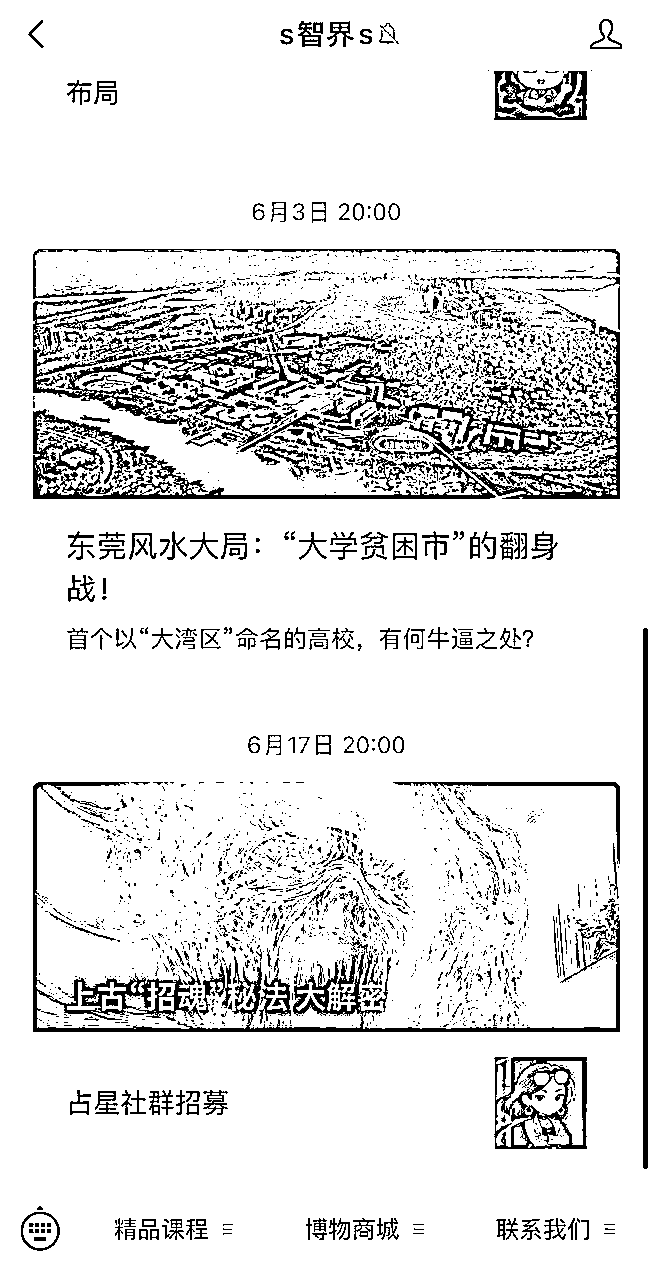 s智界s
布局
6月3日 20:00
东莞风水大局：“大学贫困市”的翻身
战！
首个以“大湾区”命名的高校，有何牛逼之处？
6月17日 20:00
上古“招魂”秘法大解密
占星社群招募
精品课程
博物商城
联系我们